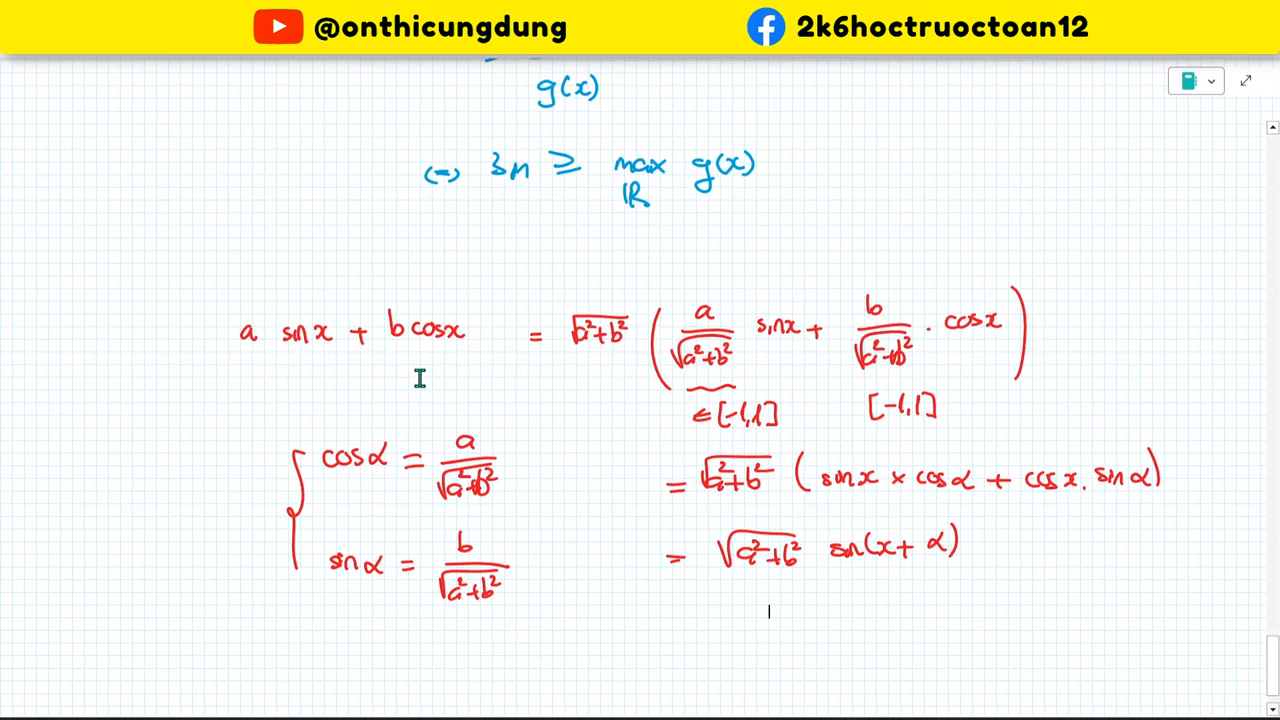 @onthicungdung
2k6hoctruoctoan12
g(x)
(=) 3m ≥ max g(x)
ℝ
a sinx + b cosx = √(a²+b²) ( a/√(a²+b²) sinx + b/√(a²+b²) . cosx )
∈ [-1,1] [-1,1]
cosα = a/√(a²+b²)
= √(a²+b²) ( sinx × cosα + cosx . sinα )
sinα = b/√(a²+b²)
= √(a²+b²) sin(x + α)